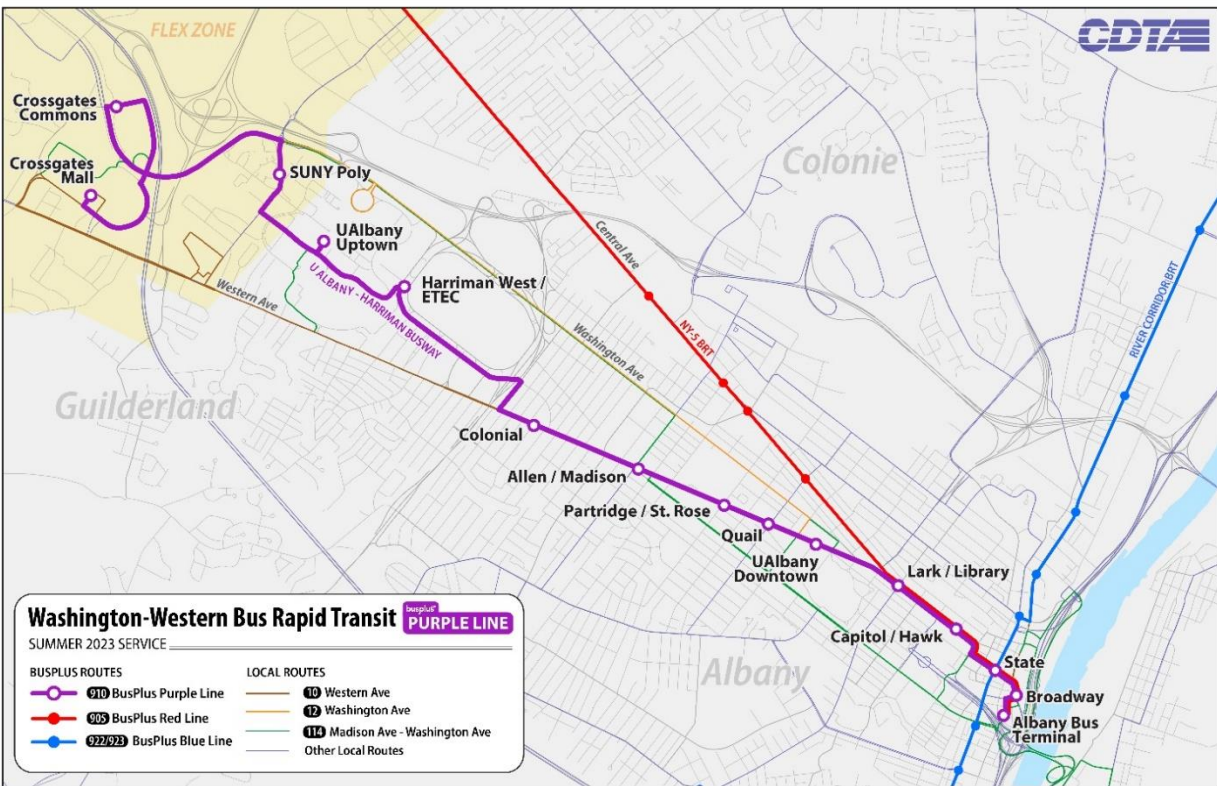 FLEX ZONE
CDTA
Crossgates
Commons
Crossgates
Mall
SUNY Poly
Colonie
UAlbany
Uptown
Harriman West /
ETEC
Central Ave
U ALBANY - HARRIMAN BUSWAY
Western Ave
Washington Ave
NY-5 BRT
RIVER CORRIDOR BRT
Guilderland
Colonial
Allen / Madison
Partridge / St. Rose
Quail
UAlbany
Downtown
Lark / Library
Capitol / Hawk
State
Albany
Broadway
Albany Bus
Terminal
Washington-Western Bus Rapid Transit busplus+ PURPLE LINE
SUMMER 2023 SERVICE
BUSPLUS ROUTES
910 BusPlus Purple Line
905 BusPlus Red Line
922/923 BusPlus Blue Line
LOCAL ROUTES
10 Western Ave
12 Washington Ave
114 Madison Ave - Washington Ave
Other Local Routes